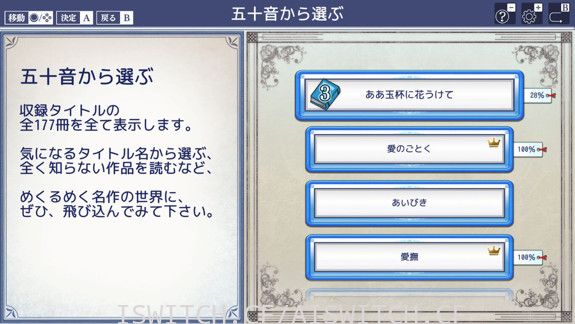 移動 決定 A 戻る B
五十音から選ぶ
? - + B
五十音から選ぶ
収録タイトルの
全177冊を全て表示します。
気になるタイトル名から選ぶ、
全く知らない作品を読むなど、
めくるめく名作の世界に、
ぜひ、飛び込んでみて下さい。
3 ああ玉杯に花うけて 28%
愛のごとく 100%
あいびき
愛撫 100%